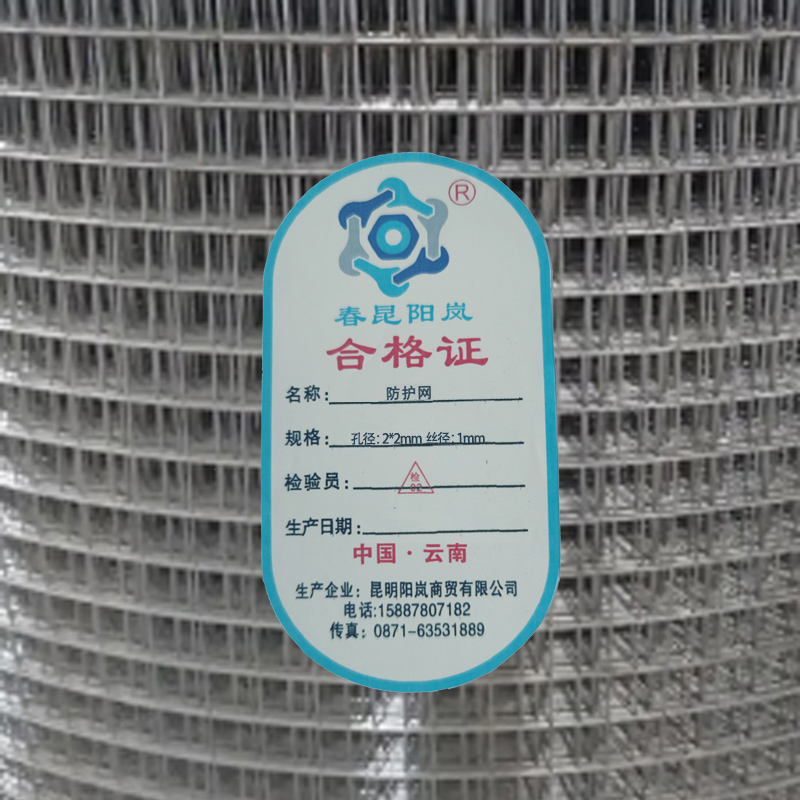 ®
春昆阳岚
合格证
名称：防护网
规格：孔径：2*2mm 丝径：1mm
检验员：检 02
生产日期：
中国·云南
生产企业：昆明阳岚商贸有限公司
电话:15887807182
传真：0871-63531889